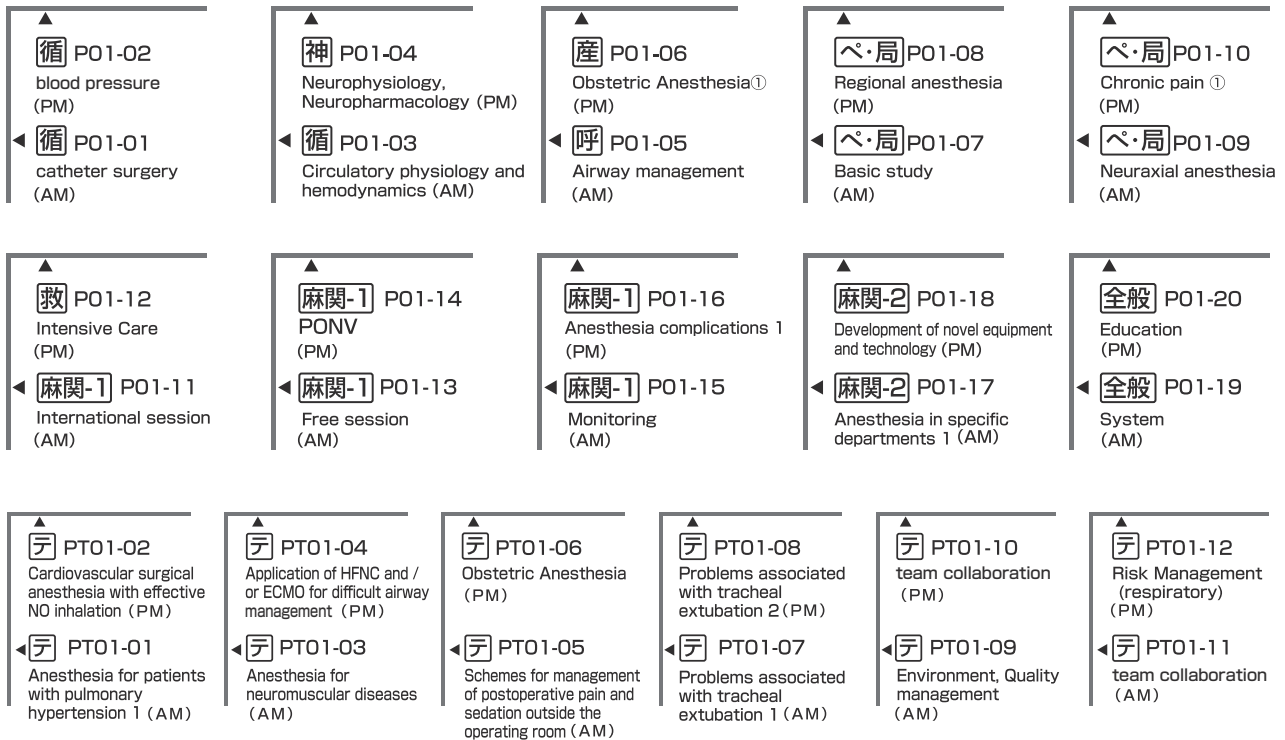 ▲
循 P01-02
blood pressure
(PM)
◀ 循 P01-01
catheter surgery
(AM)
▲
神 P01-04
Neurophysiology,
Neuropharmacology (PM)
◀ 循 P01-03
Circulatory physiology and
hemodynamics (AM)
▲
産 P01-06
Obstetric Anesthesia①
(PM)
◀ 呼 P01-05
Airway management
(AM)
▲
ペ・局 P01-08
Regional anesthesia
(PM)
◀ ペ・局 P01-07
Basic study
(AM)
▲
ペ・局 P01-10
Chronic pain ①
(PM)
◀ ペ・局 P01-09
Neuraxial anesthesia
(AM)
▲
救 P01-12
Intensive Care
(PM)
◀ 麻関-1 P01-11
International session
(AM)
▲
麻関-1 P01-14
PONV
(PM)
◀ 麻関-1 P01-13
Free session
(AM)
▲
麻関-1 P01-16
Anesthesia complications 1
(PM)
◀ 麻関-1 P01-15
Monitoring
(AM)
▲
麻関-2 P01-18
Development of novel equipment
and technology (PM)
◀ 麻関-2 P01-17
Anesthesia in specific
departments 1 (AM)
▲
全般 P01-20
Education
(PM)
◀ 全般 P01-19
System
(AM)
▲
テ PT01-02
Cardiovascular surgical
anesthesia with effective
NO inhalation (PM)
◀ テ PT01-01
Anesthesia for patients
with pulmonary
hypertension 1 (AM)
▲
テ PT01-04
Application of HFNC and /
or ECMO for difficult airway
management (PM)
◀ テ PT01-03
Anesthesia for
neuromuscular diseases
(AM)
▲
テ PT01-06
Obstetric Anesthesia
(PM)
◀ テ PT01-05
Schemes for management
of postoperative pain and
sedation outside the
operating room (AM)
▲
テ PT01-08
Problems associated
with tracheal
extubation 2 (PM)
◀ テ PT01-07
Problems associated
with tracheal
extubation 1 (AM)
▲
テ PT01-10
team collaboration
(PM)
◀ テ PT01-09
Environment, Quality
management
(AM)
▲
テ PT01-12
Risk Management
(respiratory)
(PM)
◀ テ PT01-11
team collaboration
(AM)